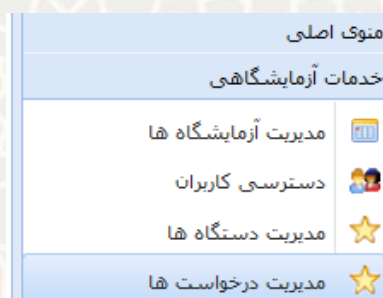 منوی اصلی
خدمات آزمایشگاهی
مدیریت آزمایشگاه ها
دسترسی کاربران
مدیریت دستگاه ها
مدیریت درخواست ها